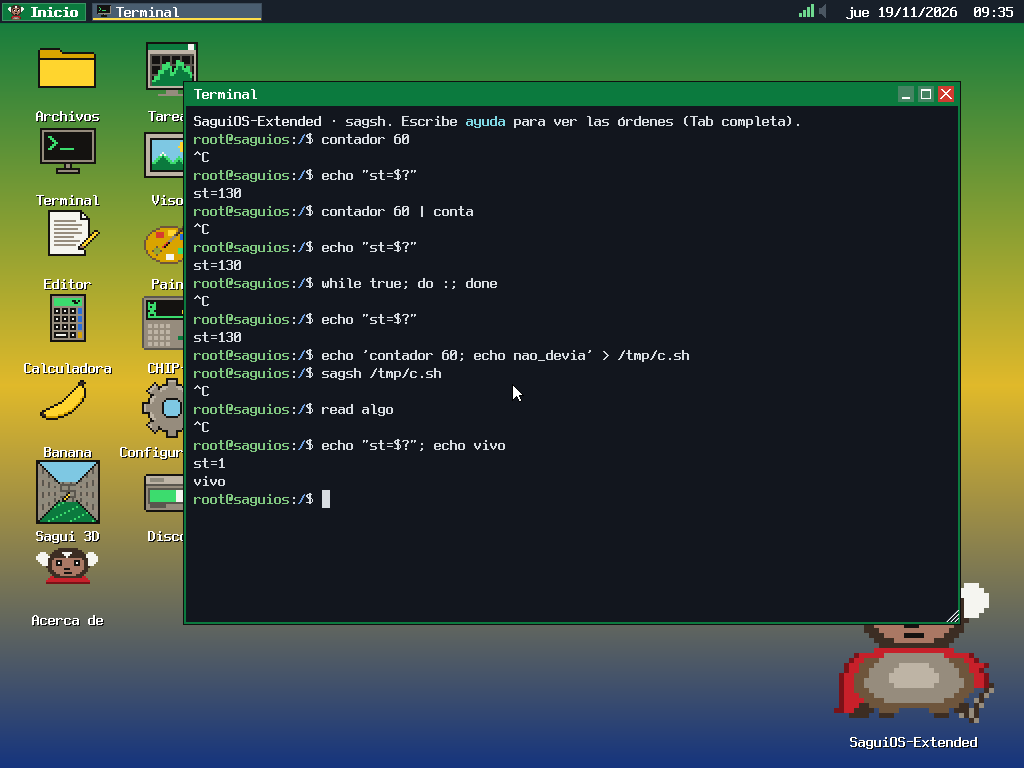 Inicio
Terminal
jue 19/11/2026 09:35
Archivos
Terminal
Editor
Calculadora
Banana
Sagui 3D
Acerca de
Terminal
SaguiOS-Extended · sagsh. Escribe ayuda para ver las órdenes (Tab completa).
root@saguios:/$ contador 60
^C
root@saguios:/$ echo "st=$?"
st=130
root@saguios:/$ contador 60 | conta
^C
root@saguios:/$ echo "st=$?"
st=130
root@saguios:/$ while true; do :; done
^C
root@saguios:/$ echo "st=$?"
st=130
root@saguios:/$ echo 'contador 60; echo nao_devia' > /tmp/c.sh
root@saguios:/$ sagsh /tmp/c.sh
^C
root@saguios:/$ read algo
^C
root@saguios:/$ echo "st=$?"; echo vivo
st=1
vivo
root@saguios:/$
SaguiOS-Extended